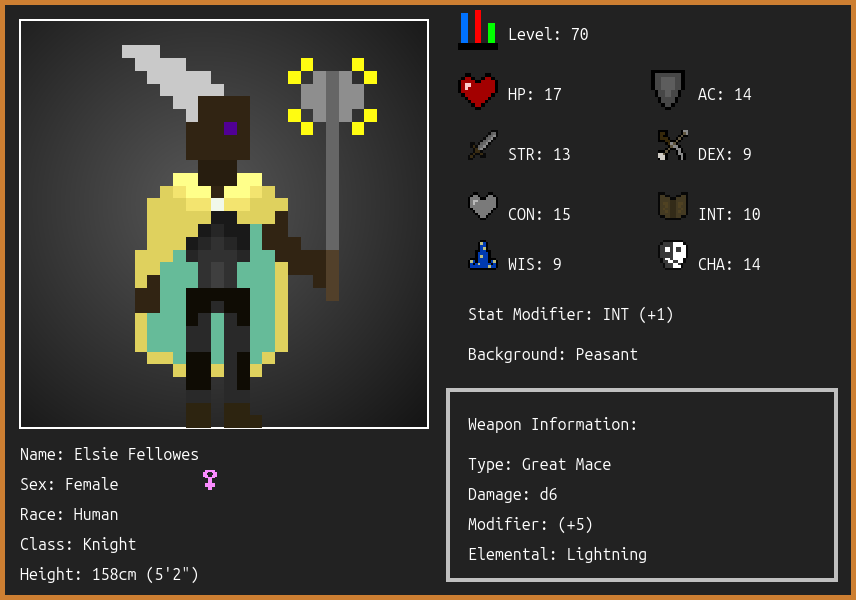 Level: 70
HP: 17
AC: 14
STR: 13
DEX: 9
CON: 15
INT: 10
WIS: 9
CHA: 14
Stat Modifier: INT (+1)
Background: Peasant
Weapon Information:
Type: Great Mace
Damage: d6
Modifier: (+5)
Elemental: Lightning
Name: Elsie Fellowes
Sex: Female
Race: Human
Class: Knight
Height: 158cm (5'2")